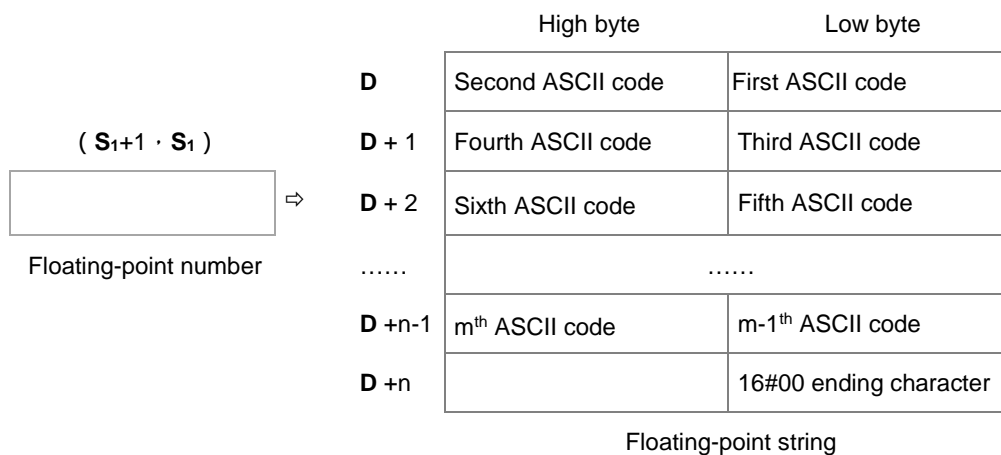 High byte Low byte
D Second ASCII code First ASCII code
( S₁+1 , S₁ ) D + 1 Fourth ASCII code Third ASCII code
⇨ D + 2 Sixth ASCII code Fifth ASCII code
Floating-point number …… ……
D +n-1 mᵗʰ ASCII code m-1ᵗʰ ASCII code
D +n 16#00 ending character
Floating-point string